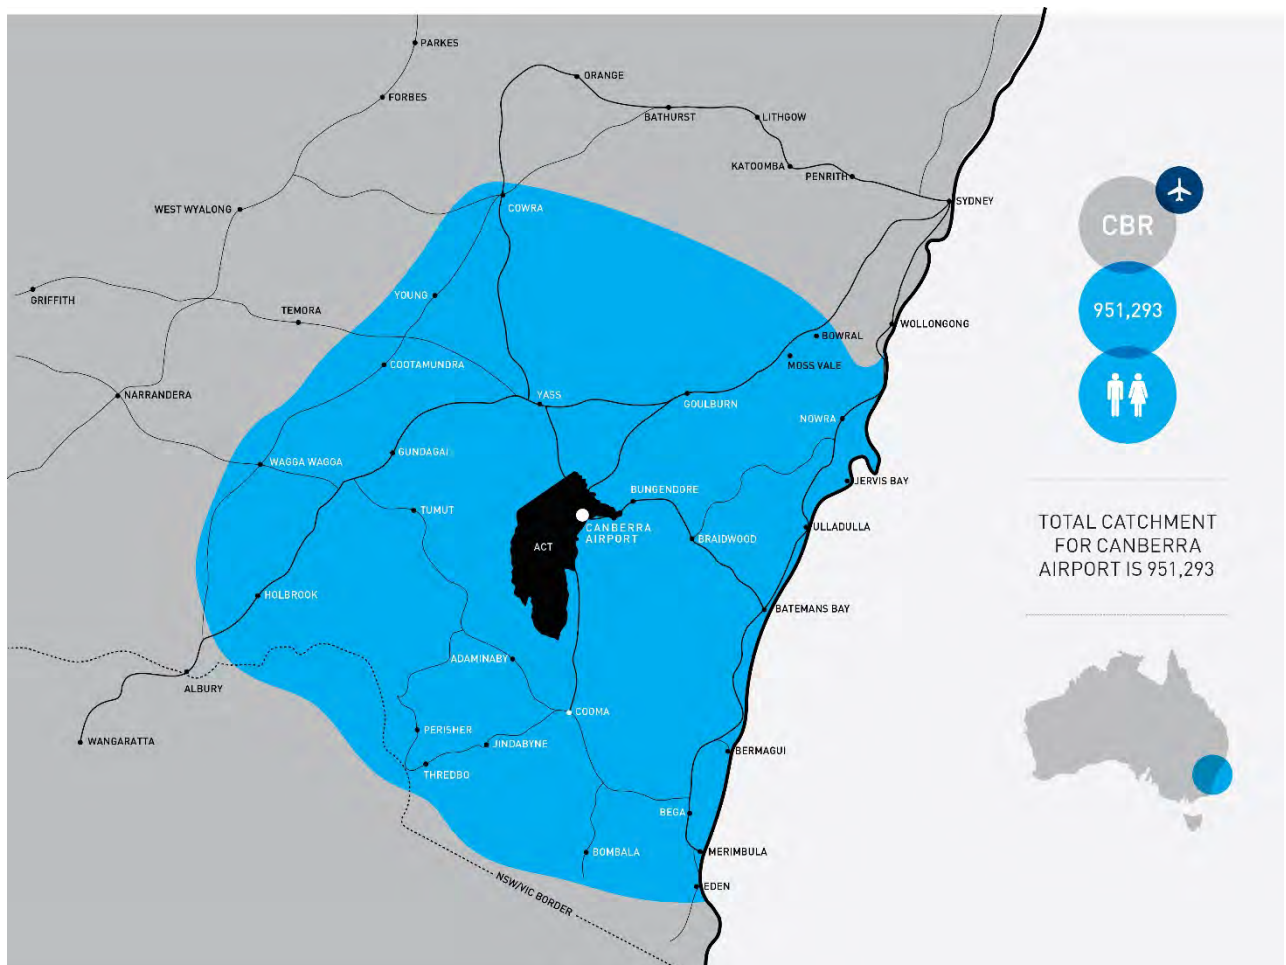 PARKES
ORANGE
FORBES
BATHURST
LITHGOW
KATOOMBA
PENRITH
WEST WYALONG
COWRA
SYDNEY
GRIFFITH
YOUNG
TEMORA
WOLLONGONG
BOWRAL
MOSS VALE
COOTAMUNDRA
NARRANDERA
YASS
GOULBURN
NOWRA
WAGGA WAGGA
GUNDAGAI
JERVIS BAY
BUNGENDORE
TUMUT
CANBERRA
AIRPORT
ULLADULLA
BRAIDWOOD
ACT
HOLBROOK
BATEMANS BAY
ADAMINABY
ALBURY
COOMA
PERISHER
WANGARATTA
JINDABYNE
BERMAGUI
THREDBO
BEGA
BOMBALA
MERIMBULA
EDEN
NSW/VIC BORDER
CBR
951,293
TOTAL CATCHMENT
FOR CANBERRA
AIRPORT IS 951,293